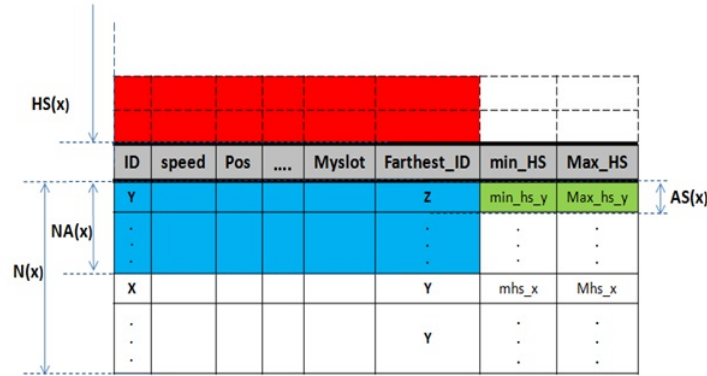 HS(x)
ID speed Pos .... Myslot Farthest_ID min_HS Max_HS
Y Z min_hs_y Max_hs_y AS(x)
NA(x)
N(x)
X Y mhs_x Mhs_x
Y